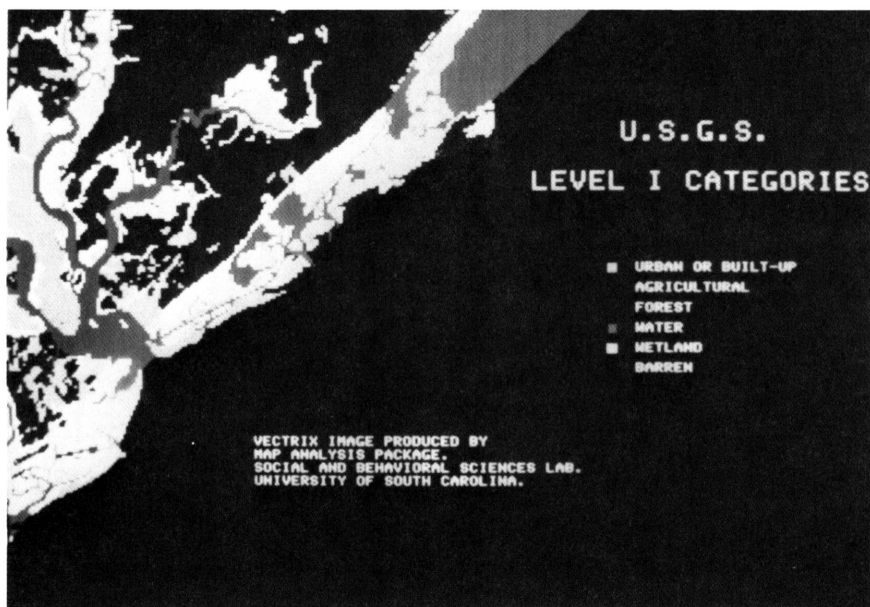 U.S.G.S.
LEVEL I CATEGORIES
URBAN OR BUILT-UP
AGRICULTURAL
FOREST
WATER
WETLAND
BARREN
VECTRIX IMAGE PRODUCED BY
MAP ANALYSIS PACKAGE.
SOCIAL AND BEHAVIORAL SCIENCES LAB.
UNIVERSITY OF SOUTH CAROLINA.